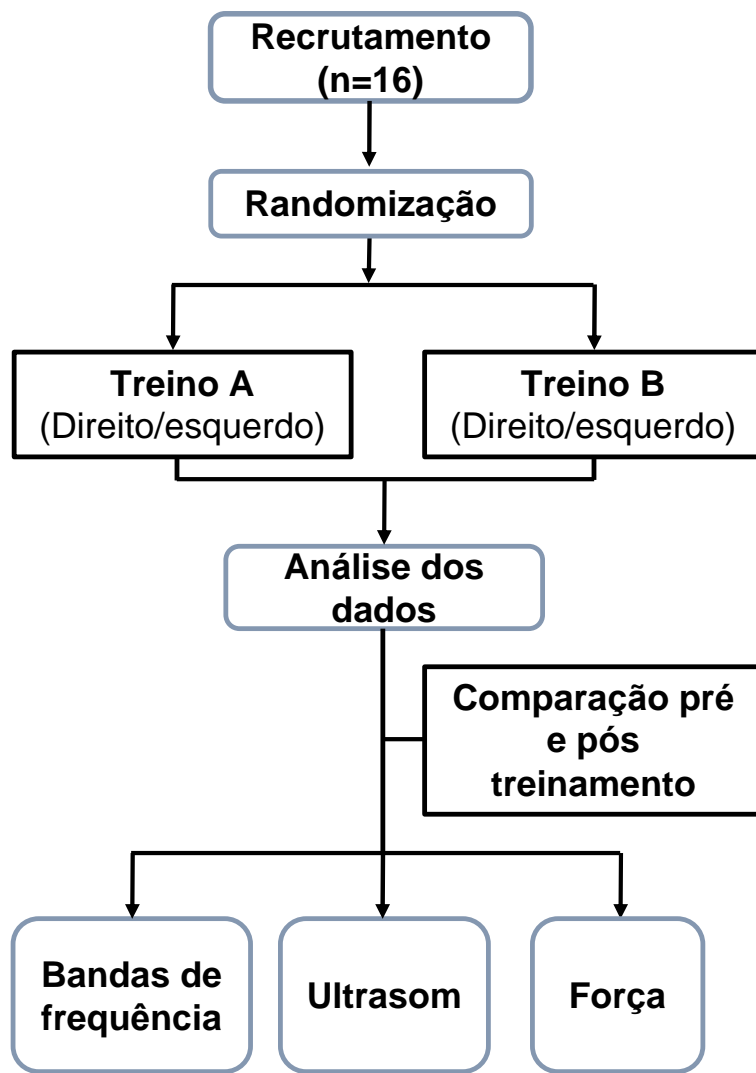 Recrutamento
(n=16)
Randomização
Treino A
(Direito/esquerdo)
Treino B
(Direito/esquerdo)
Análise dos
dados
Comparação pré
e pós
treinamento
Bandas de
frequência
Ultrasom
Força